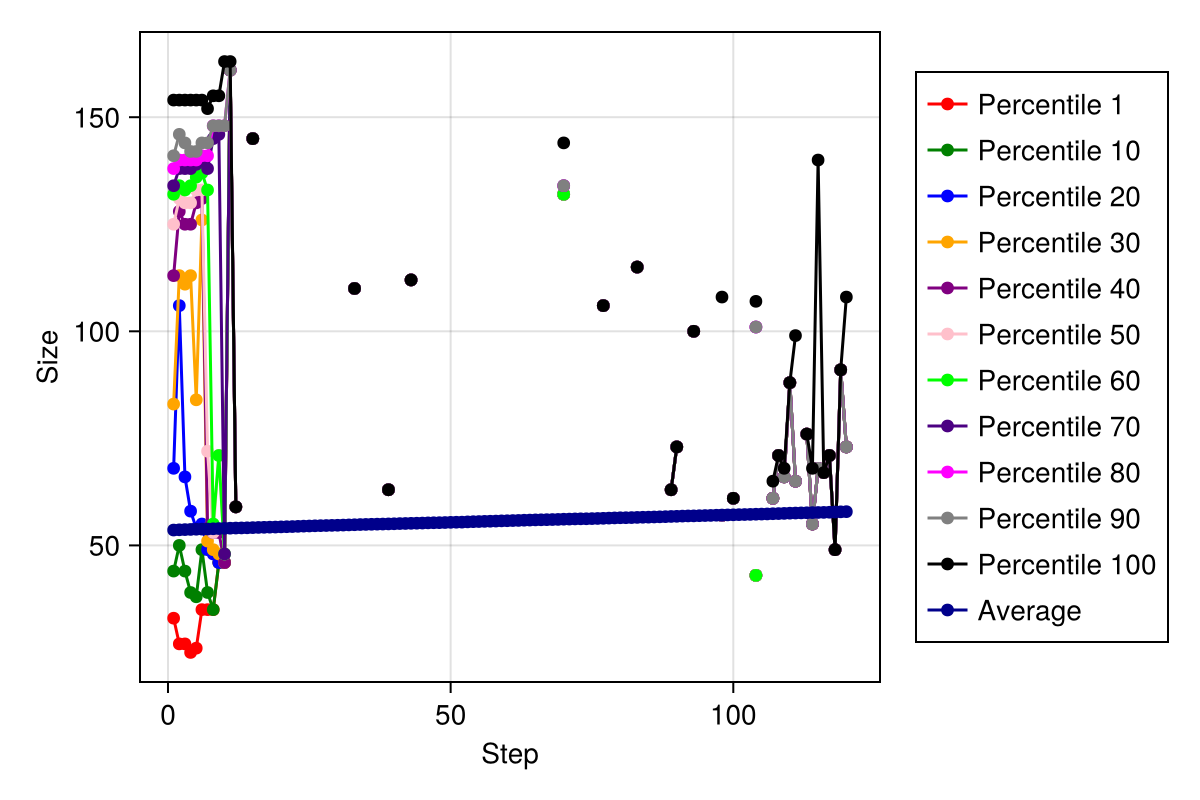 150
100
50
0
50
100
Size
Step
Percentile 1
Percentile 10
Percentile 20
Percentile 30
Percentile 40
Percentile 50
Percentile 60
Percentile 70
Percentile 80
Percentile 90
Percentile 100
Average